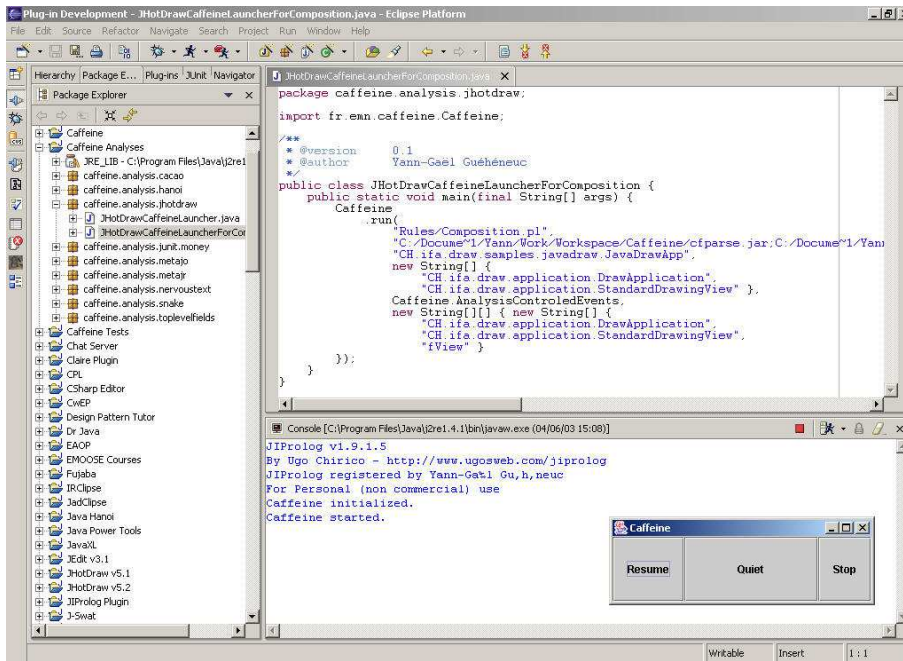 Plug-in Development - JHotDrawCaffeineLauncherForComposition.java - Eclipse Platform
File Edit Source Refactor Navigate Search Project Run Window Help
Hierarchy Package E... Plug-ins JUnit Navigator
Package Explorer
Caffeine
Caffeine Analyses
JRE_LIB - C:\Program Files\Java\j2re1
caffeine.analysis.cacao
caffeine.analysis.hanoi
caffeine.analysis.jhotdraw
JHotDrawCaffeineLauncher.java
JHotDrawCaffeineLauncherForCor
caffeine.analysis.junit.money
caffeine.analysis.metajo
caffeine.analysis.metajr
caffeine.analysis.nervoustext
caffeine.analysis.snake
caffeine.analysis.toplevelfields
Caffeine Tests
Chat Server
Claire Plugin
CPL
CSharp Editor
CwEP
Design Pattern Tutor
Dr Java
EAOP
EMOOSE Courses
Fujaba
IRClipse
JadClipse
Java Hanoi
Java Power Tools
JavaXL
JEdit v3.1
JHotDraw v5.1
JHotDraw v5.2
JIProlog Plugin
J-Swat
JHotDrawCaffeineLauncherForComposition.java
package caffeine.analysis.jhotdraw;
import fr.emn.caffeine.Caffeine;
/**
* @version 0.1
* @author Yann-Gaël Guéhéneuc
*/
public class JHotDrawCaffeineLauncherForComposition {
public static void main(final String[] args) {
Caffeine
.run(
"Rules/Composition.pl",
"C:/Docume~1/Yann/Work/Workspace/Caffeine/cfparse.jar;C:/Docume~1/Yann
"CH.ifa.draw.samples.javadraw.JavaDrawApp",
new String[] {
"CH.ifa.draw.application.DrawApplication",
"CH.ifa.draw.application.StandardDrawingView" },
Caffeine.AnalysisControledEvents,
new String[][] { new String[] {
"CH.ifa.draw.application.DrawApplication",
"CH.ifa.draw.application.StandardDrawingView",
"fView" }
});
}
}
Console [C:\Program Files\Java\j2re1.4.1\bin\javaw.exe (04/06/03 15:08)]
JIProlog v1.9.1.5
By Ugo Chirico - http://www.ugosweb.com/jiprolog
JIProlog registered by Yann-Ga%l Gu,h,neuc
For Personal (non commercial) use
Caffeine initialized.
Caffeine started.
Caffeine
Resume Quiet Stop
Writable Insert 1 : 1